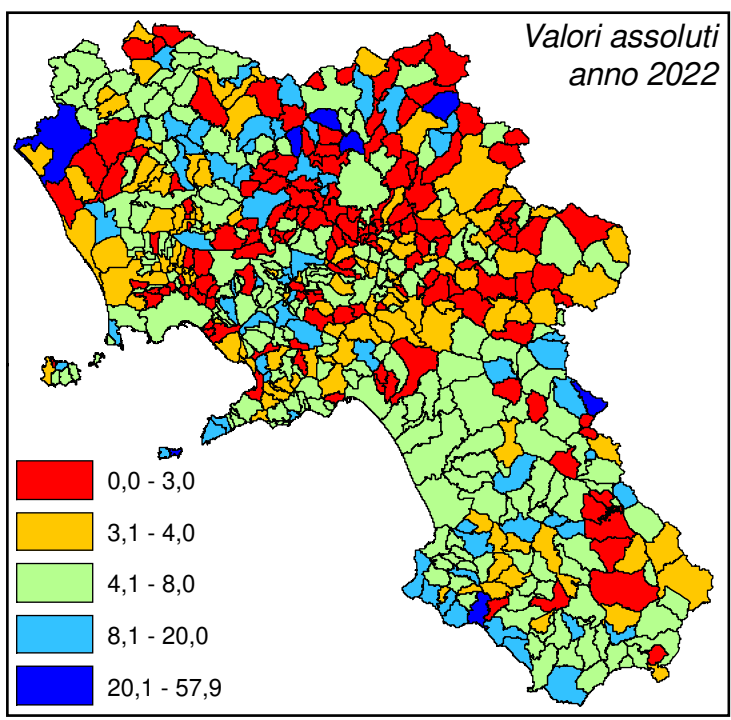 Valori assoluti
anno 2022
0,0 - 3,0
3,1 - 4,0
4,1 - 8,0
8,1 - 20,0
20,1 - 57,9